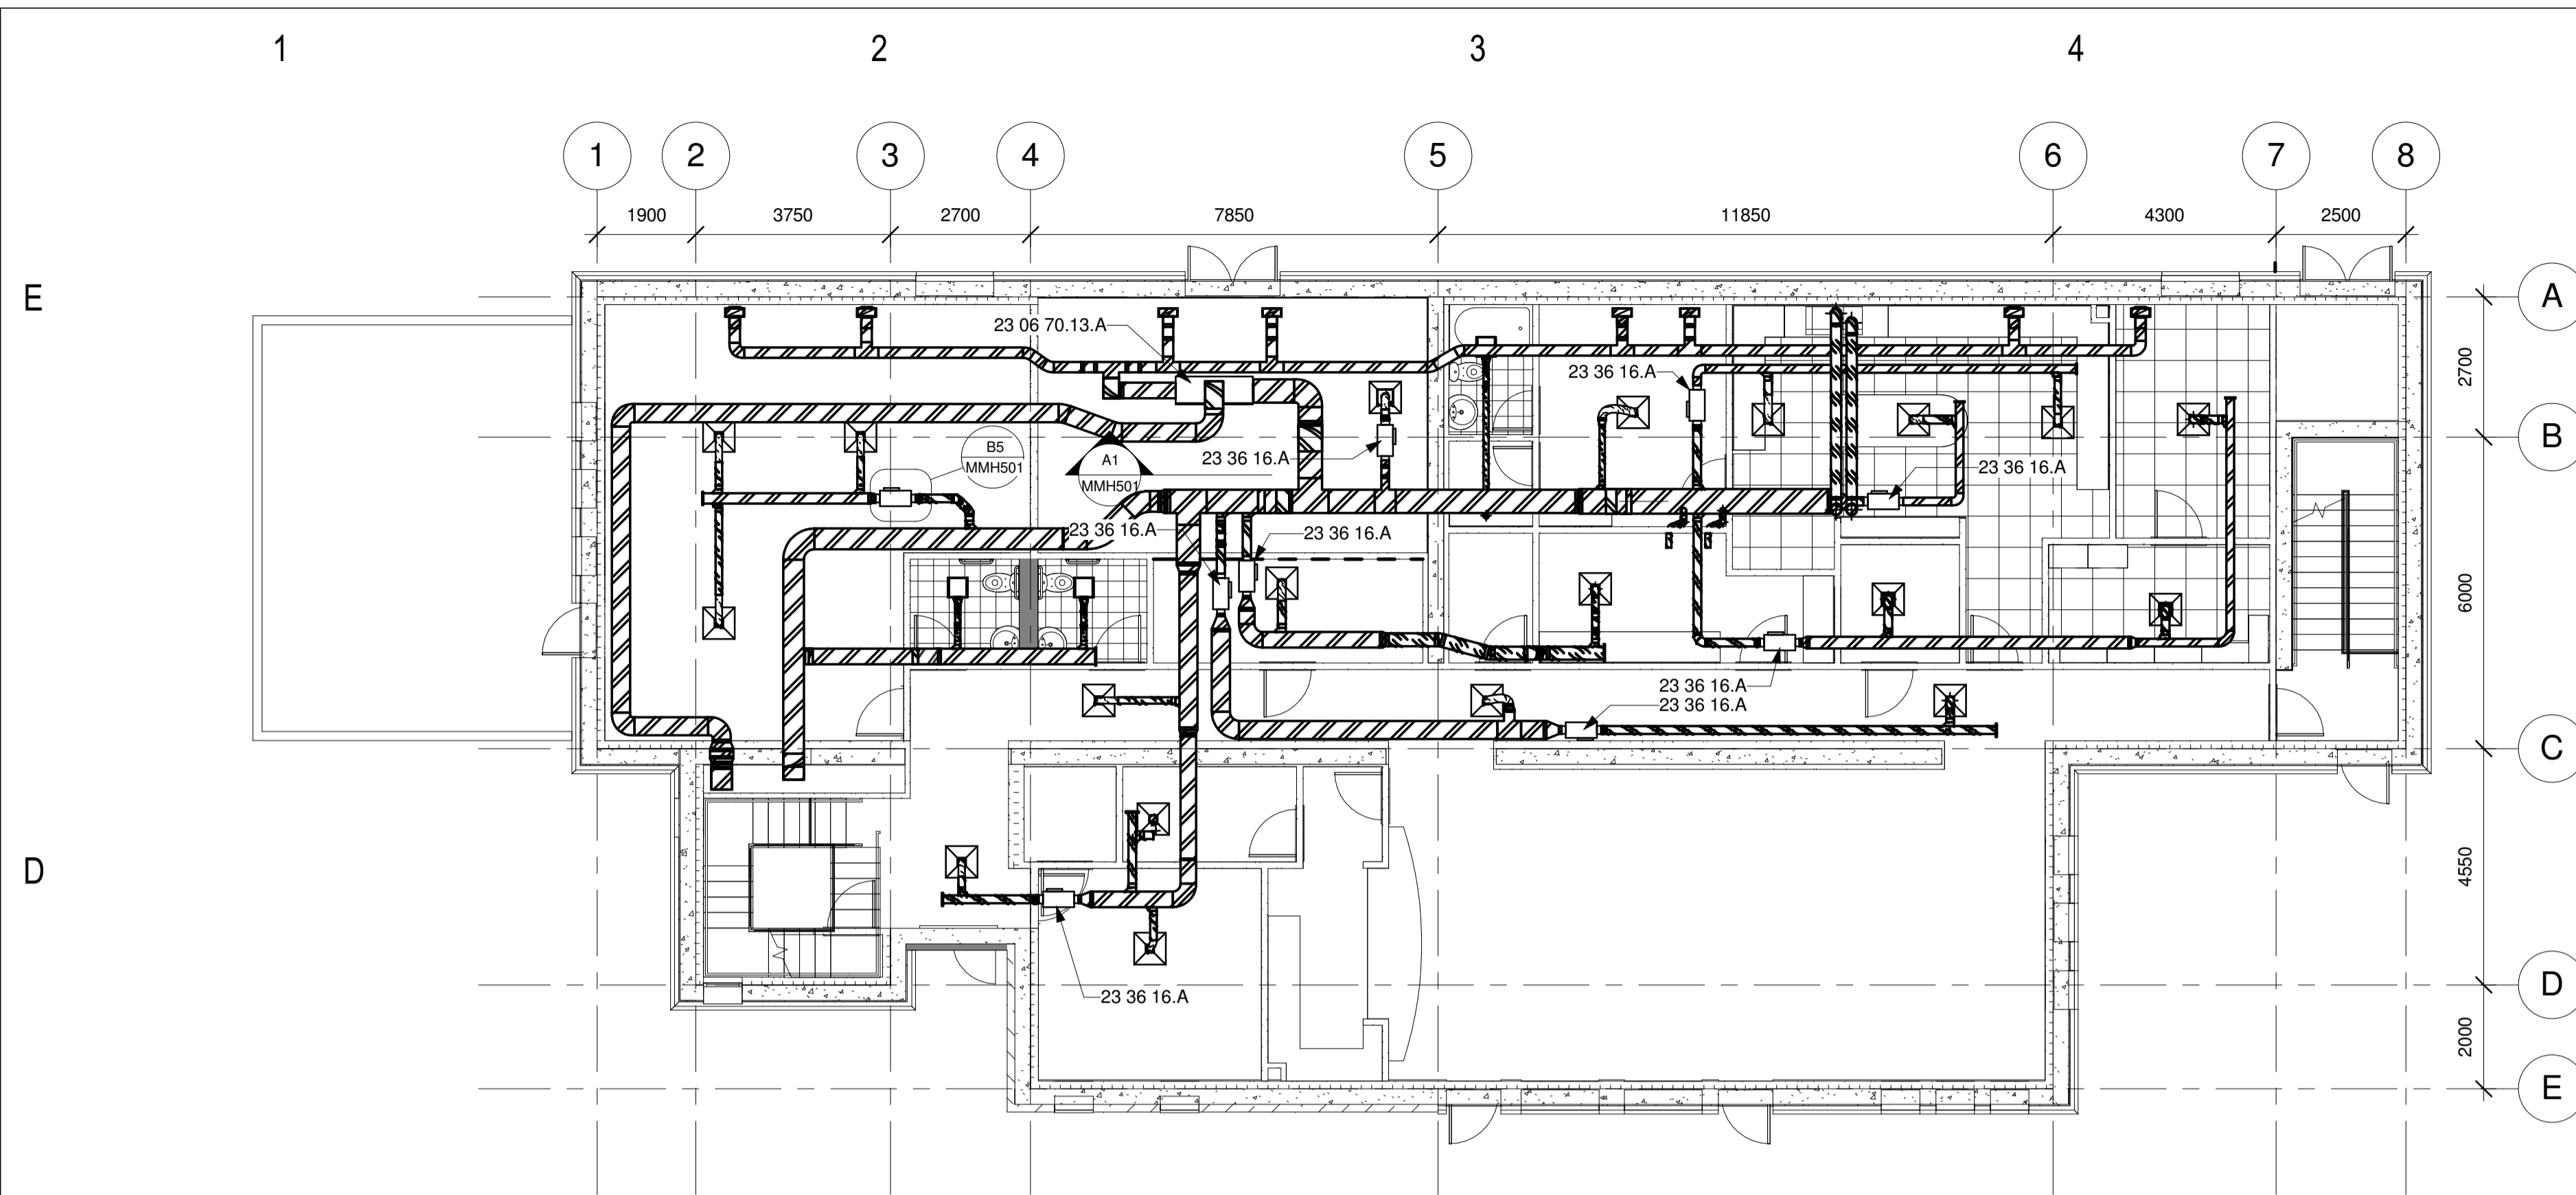 1 2 3 4
1 2 3 4 5 6 7 8
1900 3750 2700 7850 11850 4300 2500
E
A
23 06 70.13.A
2700
23 36 16.A
B
B5
MMH501
A1
MMH501
23 36 16.A
23 36 16.A
23 36 16.A
23 36 16.A
6000
23 36 16.A
23 36 16.A
C
D
4550
23 36 16.A
D
2000
E